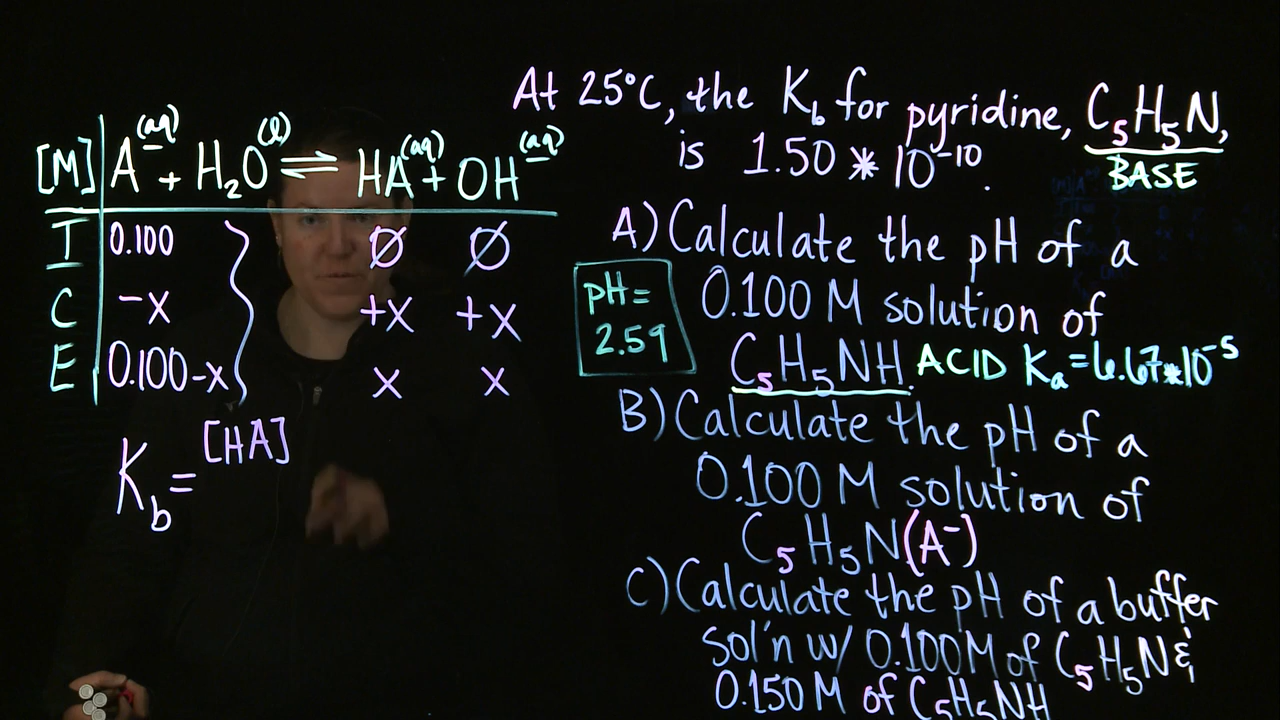 At 25°C, the K_b for pyridine, C₅H₅N,
is 1.50 * 10⁻¹⁰.
BASE
[M] A⁻(aq) + H₂O(l) ⇌ HA(aq) + OH⁻(aq)
I 0.100 Ø Ø
C -x +x +x
E 0.100-x x x
K_b = [HA]
A) Calculate the pH of a
0.100 M solution of
C₅H₅NH. ACID Kₐ = 6.67*10⁻⁵
pH =
2.59
B) Calculate the pH of a
0.100 M solution of
C₅H₅N (A⁻)
C) Calculate the pH of a buffer
sol'n w/ 0.100 M of C₅H₅N &
0.150 M of C₅H₅NH